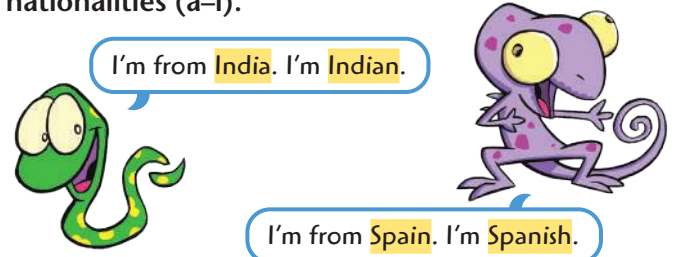 nationalities (a–l).
I'm from India. I'm Indian.
I'm from Spain. I'm Spanish.